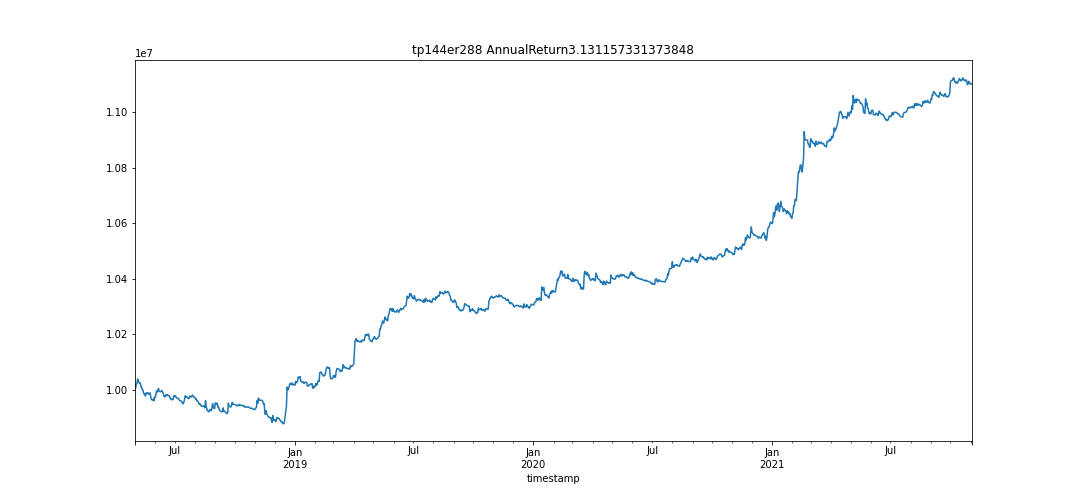 tp144er288 AnnualReturn3.131157331373848
1e7
1.10
1.08
1.06
1.04
1.02
1.00
Jul
Jan
2019
Jul
Jan
2020
Jul
Jan
2021
Jul
timestamp